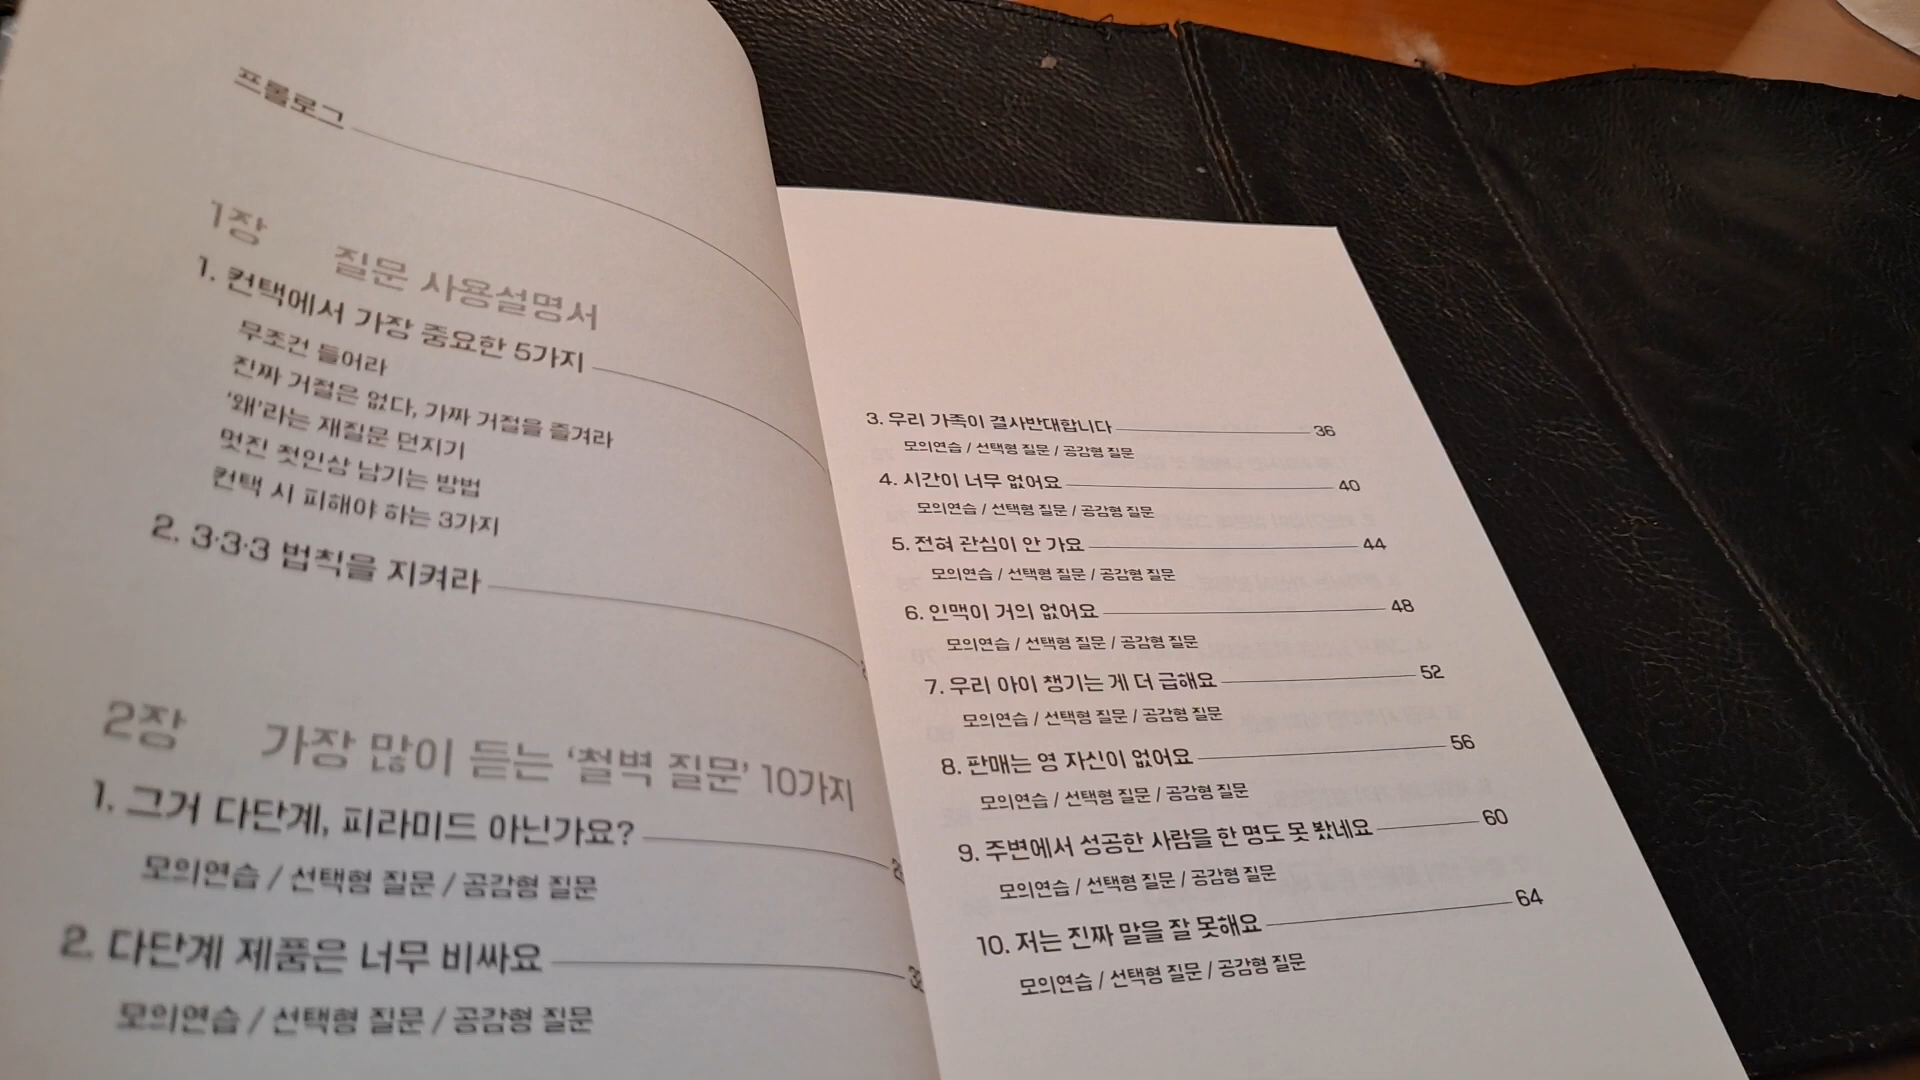 프롤로그
1장 질문 사용설명서
1. 컨택에서 가장 중요한 5가지
무조건 들어라
진짜 거절은 없다, 가짜 거절을 즐겨라
‘왜’라는 재질문 던지기
멋진 첫인상 남기는 방법
컨택 시 피해야 하는 3가지
2. 3·3·3 법칙을 지켜라
2장 가장 많이 듣는 ‘철벽 질문’ 10가지
1. 그거 다단계, 피라미드 아닌가요?
모의연습 / 선택형 질문 / 공감형 질문
2. 다단계 제품은 너무 비싸요 32
모의연습 / 선택형 질문 / 공감형 질문
3. 우리 가족이 결사반대합니다 36
모의연습 / 선택형 질문 / 공감형 질문
4. 시간이 너무 없어요 40
모의연습 / 선택형 질문 / 공감형 질문
5. 전혀 관심이 안 가요 44
모의연습 / 선택형 질문 / 공감형 질문
6. 인맥이 거의 없어요 48
모의연습 / 선택형 질문 / 공감형 질문
7. 우리 아이 챙기는 게 더 급해요 52
모의연습 / 선택형 질문 / 공감형 질문
8. 판매는 영 자신이 없어요 56
모의연습 / 선택형 질문 / 공감형 질문
9. 주변에서 성공한 사람을 한 명도 못 봤네요 60
모의연습 / 선택형 질문 / 공감형 질문
10. 저는 진짜 말을 잘 못해요 64
모의연습 / 선택형 질문 / 공감형 질문